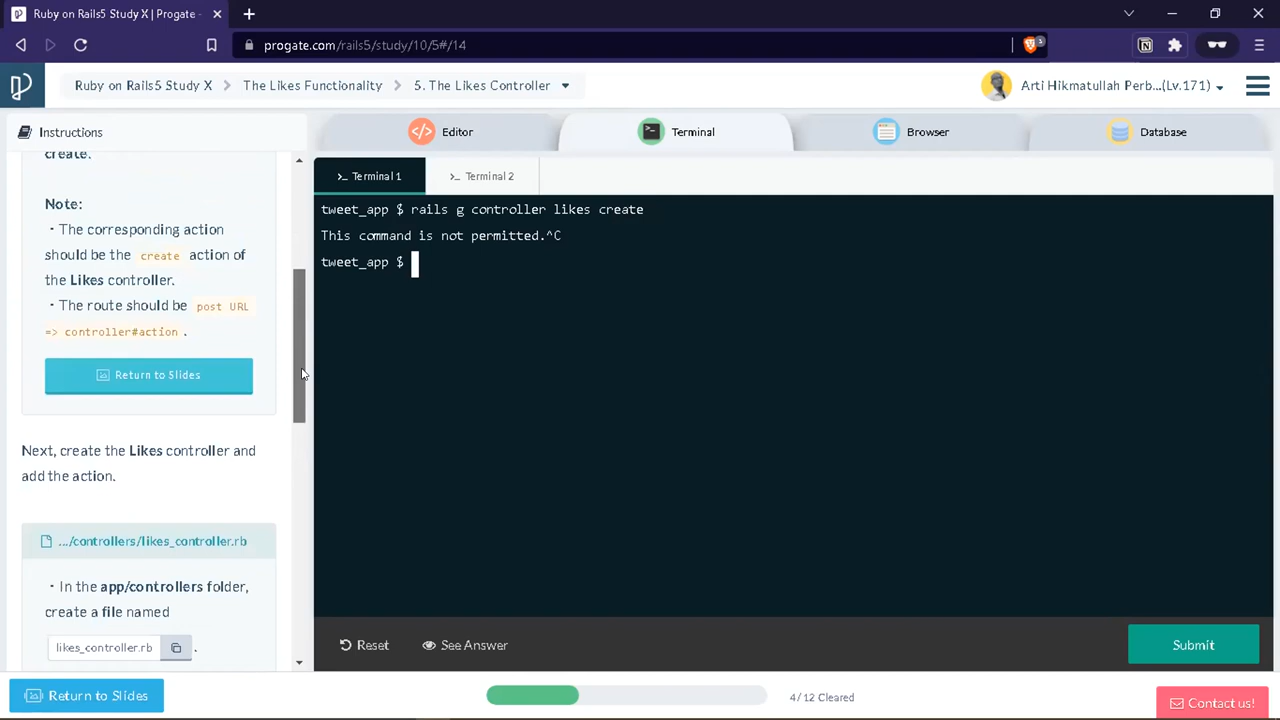 Ruby on Rails5 Study X | Progate -
progate.com/rails5/study/10/5#/14
3
Ruby on Rails5 Study X
The Likes Functionality
5. The Likes Controller
Arti Hikmatullah Perb...(Lv.171)
Instructions
Editor
Terminal
Browser
Database
create.
Note:
・The corresponding action
should be the create action of
the Likes controller.
・The route should be post URL
=> controller#action .
Return to Slides
Next, create the Likes controller and
add the action.
.../controllers/likes_controller.rb
・In the app/controllers folder,
create a file named
likes_controller.rb .
>_ Terminal 1
>_ Terminal 2
tweet_app $ rails g controller likes create
This command is not permitted.^C
tweet_app $
Reset
See Answer
Submit
Return to Slides
4/12 Cleared
Contact us!